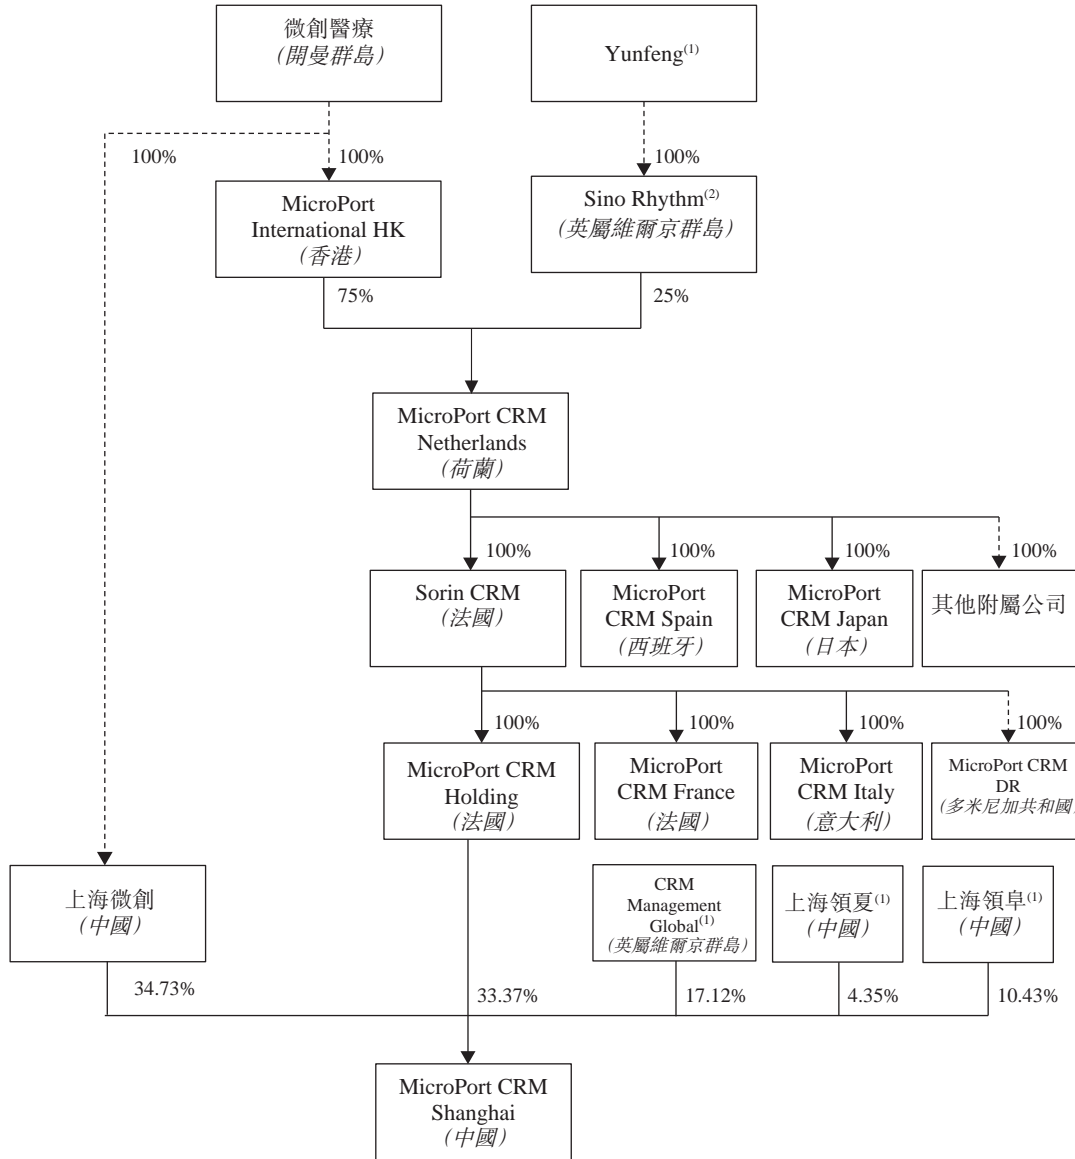 微創醫療
(開曼群島)
Yunfeng(1)
100%
100%
100%
MicroPort
International HK
(香港)
Sino Rhythm(2)
(英屬維爾京群島)
75%
25%
MicroPort CRM
Netherlands
(荷蘭)
100%
100%
100%
100%
Sorin CRM
(法國)
MicroPort
CRM Spain
(西班牙)
MicroPort
CRM Japan
(日本)
其他附屬公司
100%
100%
100%
100%
MicroPort CRM
Holding
(法國)
MicroPort
CRM France
(法國)
MicroPort
CRM Italy
(意大利)
MicroPort CRM
DR
(多米尼加共和國)
上海微創
(中國)
CRM
Management
Global(1)
(英屬維爾京群島)
上海領夏(1)
(中國)
上海領阜(1)
(中國)
34.73%
33.37%
17.12%
4.35%
10.43%
MicroPort CRM
Shanghai
(中國)